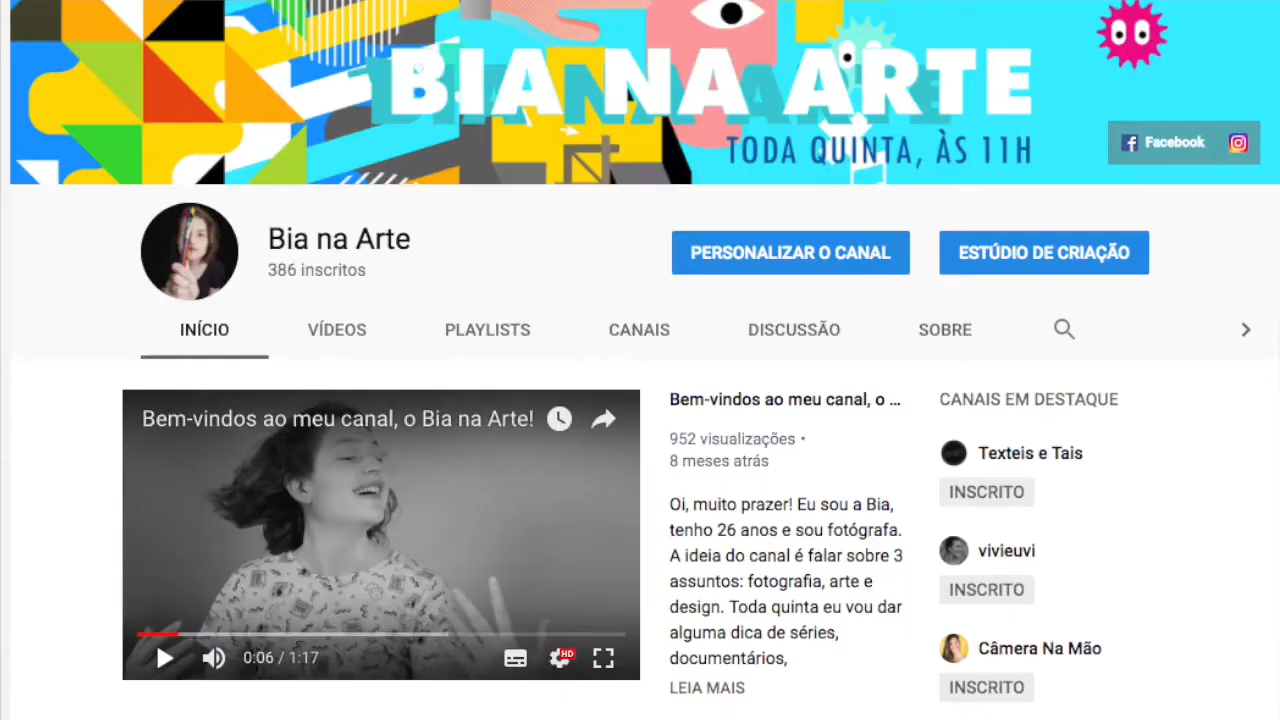 BIA NA ARTE
TODA QUINTA, ÀS 11H
Facebook
Bia na Arte
386 inscritos
PERSONALIZAR O CANAL
ESTÚDIO DE CRIAÇÃO
INÍCIO VÍDEOS PLAYLISTS CANAIS DISCUSSÃO SOBRE
Bem-vindos ao meu canal, o Bia na Arte!
HD
0:06 / 1:17
Bem-vindos ao meu canal, o ...
952 visualizações •
8 meses atrás
Oi, muito prazer! Eu sou a Bia,
tenho 26 anos e sou fotógrafa.
A ideia do canal é falar sobre 3
assuntos: fotografia, arte e
design. Toda quinta eu vou dar
alguma dica de séries,
documentários,
LEIA MAIS
CANAIS EM DESTAQUE
Texteis e Tais
INSCRITO
vivieuvi
INSCRITO
Câmera Na Mão
INSCRITO